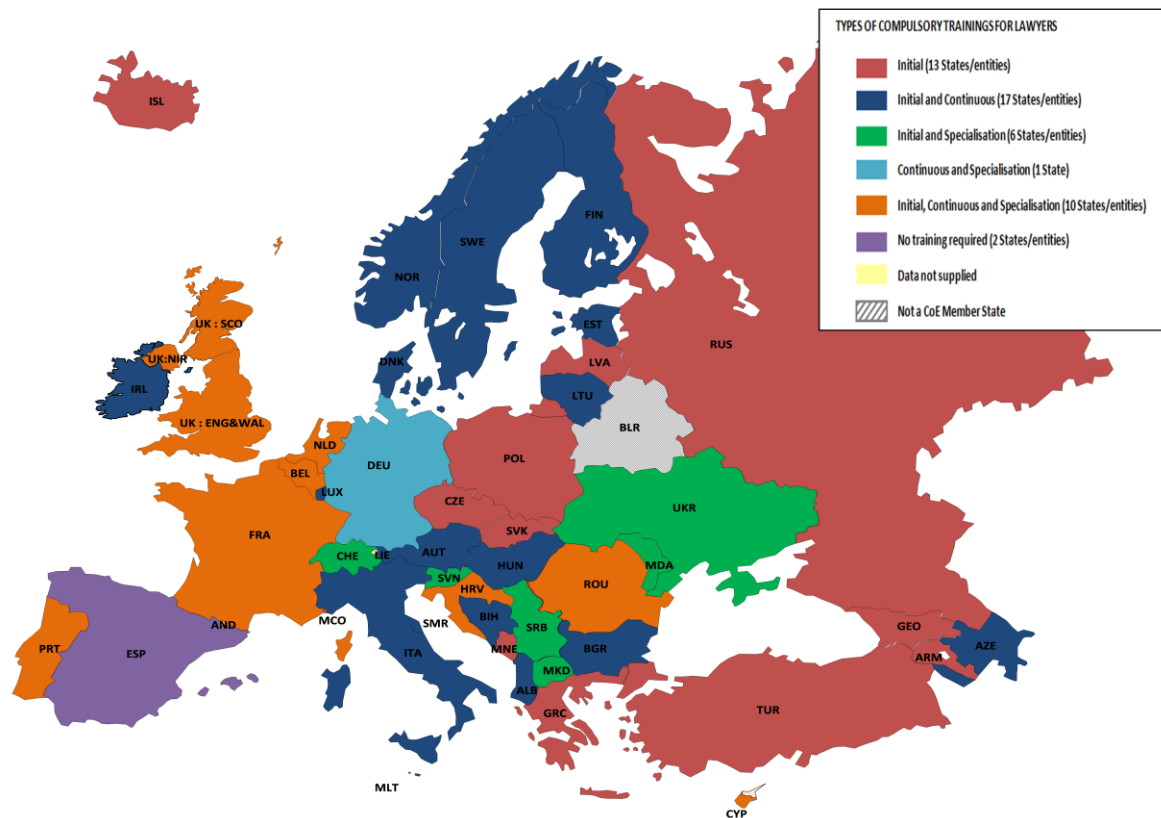 TYPES OF COMPULSORY TRAININGS FOR LAWYERS
Initial (13 States/entities)
Initial and Continuous (17 States/entities)
Initial and Specialisation (6 States/entities)
Continuous and Specialisation (1 State)
Initial, Continuous and Specialisation (10 States/entities)
No training required (2 States/entities)
Data not supplied
Not a CoE Member State
ISL
FIN
SWE
NOR
UK : SCO
EST
RUS
UK:NIR
DNK
LVA
IRL
LTU
UK : ENG&WAL
BLR
NLD
DEU
POL
BEL
LUX
CZE
UKR
SVK
FRA
CHE
LIE
AUT
HUN
MDA
SVN
HRV
ROU
MCO
SMR
BIH
SRB
AND
GEO
PRT
ESP
ITA
MNE
BGR
AZE
ARM
MKD
ALB
GRC
TUR
MLT
CYP